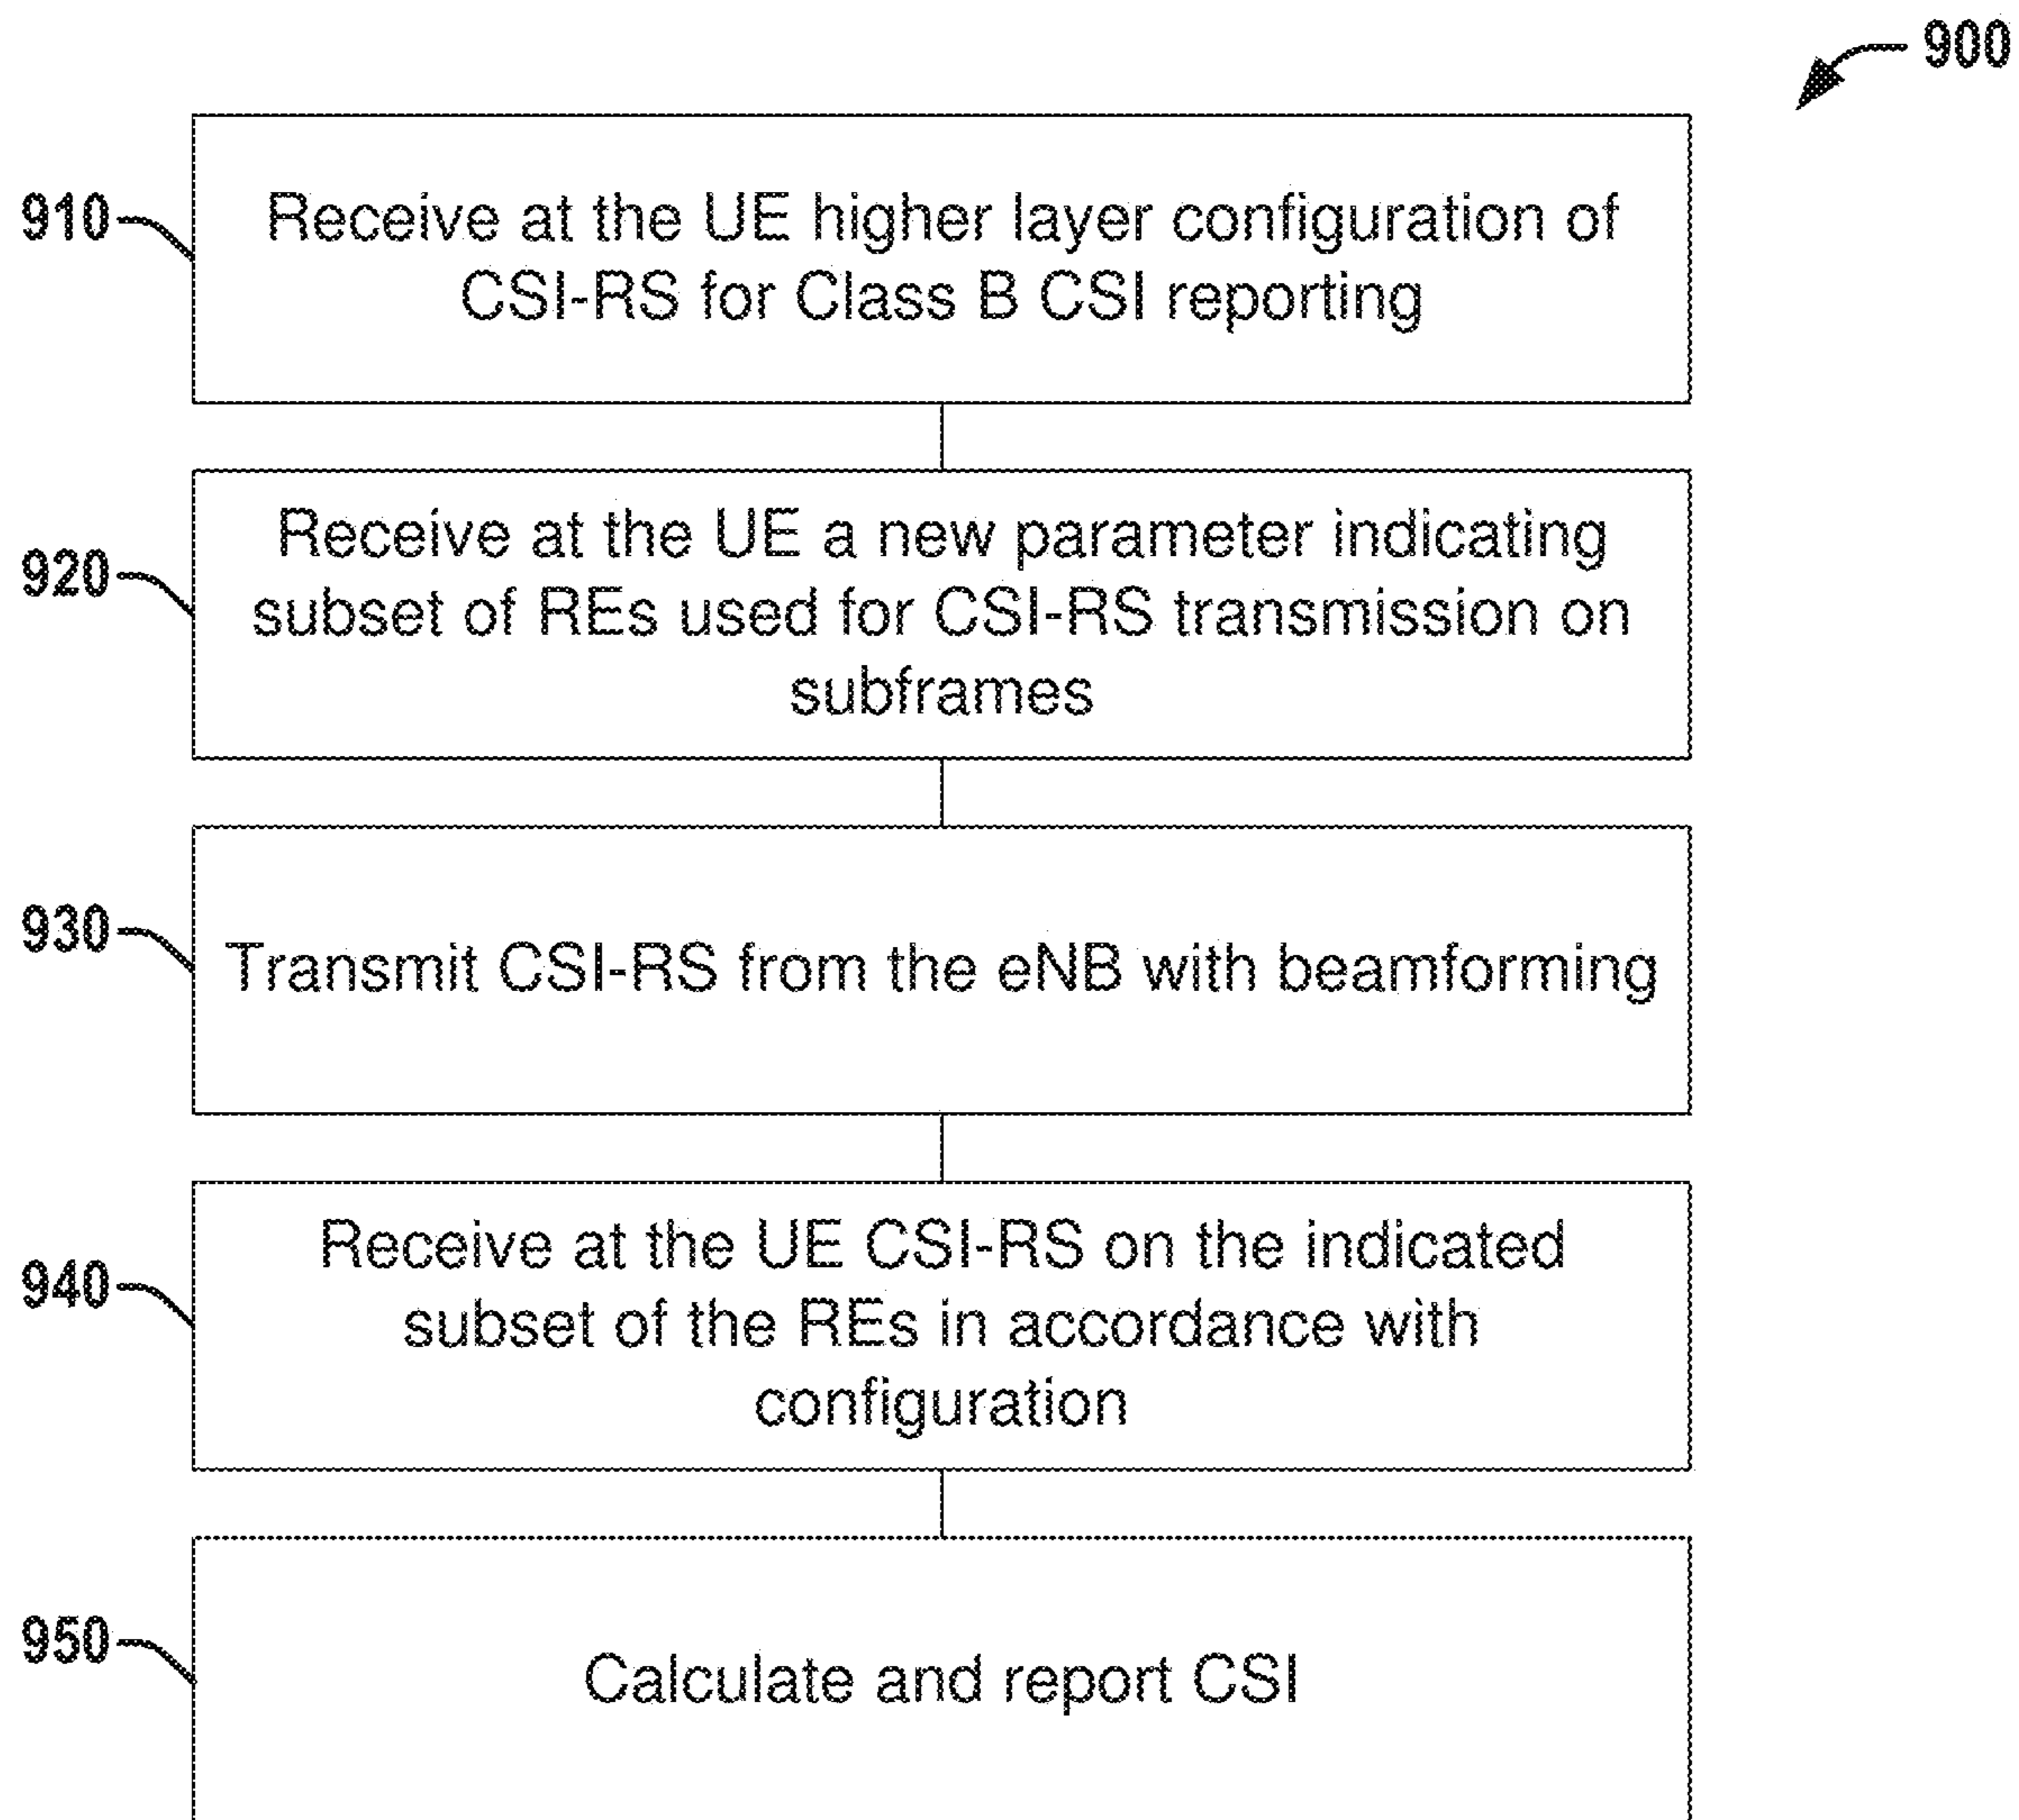 900
910
Receive at the UE higher layer configuration of
CSI-RS for Class B CSI reporting
920
Receive at the UE a new parameter indicating
subset of REs used for CSI-RS transmission on
subframes
930
Transmit CSI-RS from the eNB with beamforming
940
Receive at the UE CSI-RS on the indicated
subset of the REs in accordance with
configuration
950
Calculate and report CSI